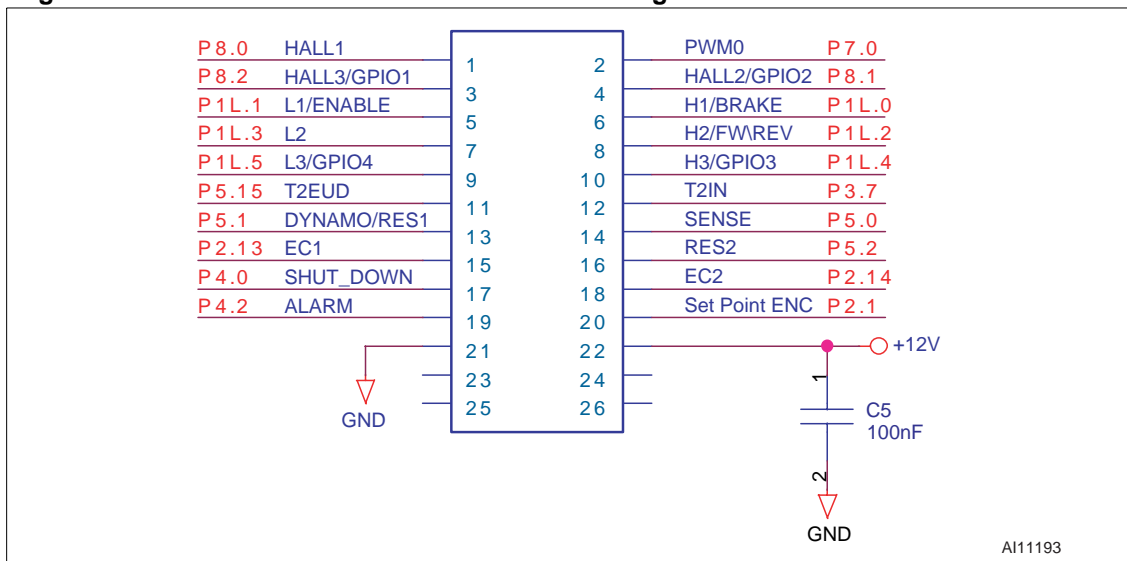 P8.0 HALL1 1 2 PWM0 P7.0
P8.2 HALL3/GPIO1 3 4 HALL2/GPIO2 P8.1
P1L.1 L1/ENABLE 5 6 H1/BRAKE P1L.0
P1L.3 L2 7 8 H2/FW\REV P1L.2
P1L.5 L3/GPIO4 9 10 H3/GPIO3 P1L.4
P5.15 T2EUD 11 12 T2IN P3.7
P5.1 DYNAMO/RES1 13 14 SENSE P5.0
P2.13 EC1 15 16 RES2 P5.2
P4.0 SHUT_DOWN 17 18 EC2 P2.14
P4.2 ALARM 19 20 Set Point ENC P2.1
21 22 +12V
23 24 1
GND 25 26 C5
100nF
2
GND
AI11193